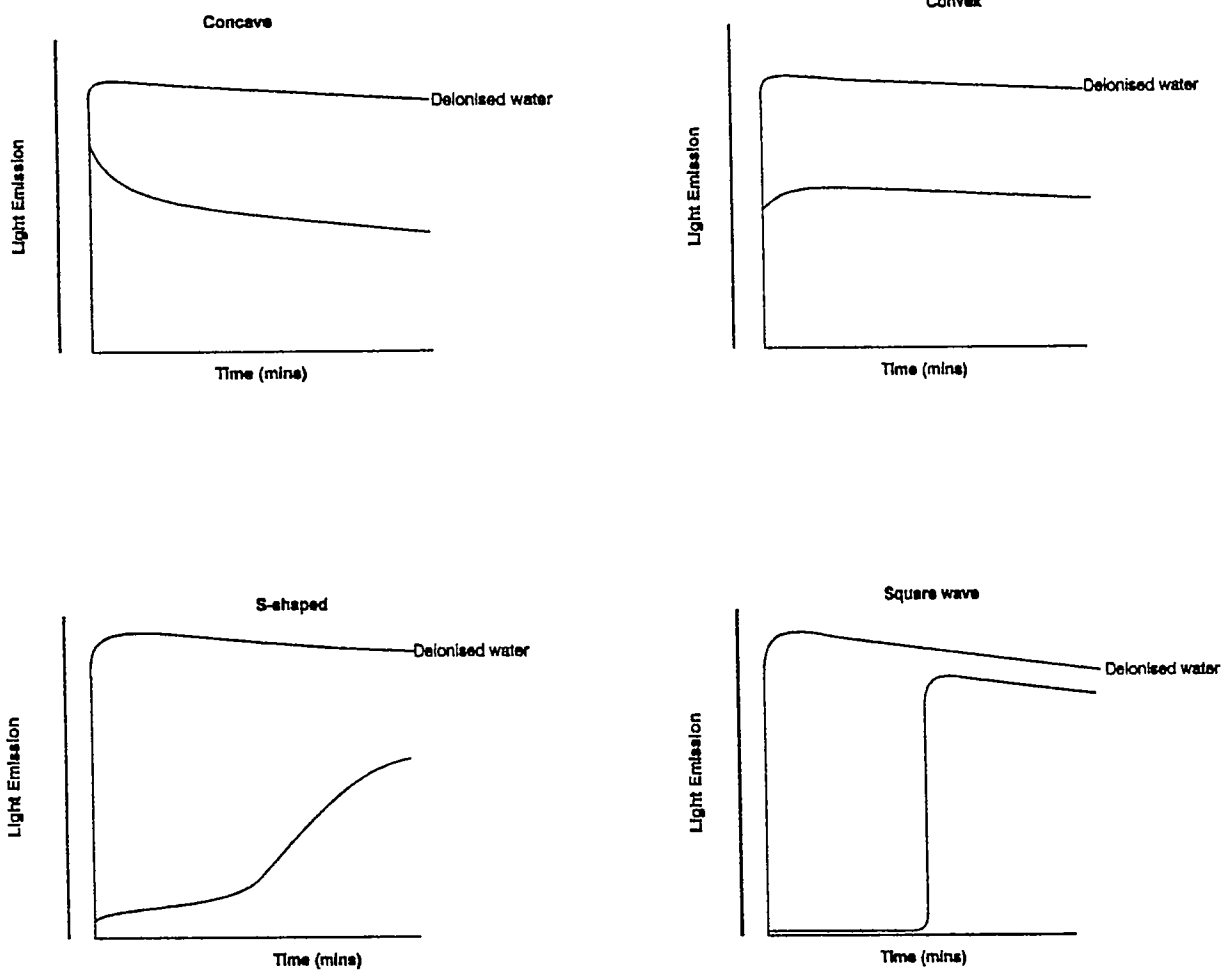 Concave
Deionised water
Light Emission
Time (mins)
Convex
Deionised water
Light Emission
Time (mins)
S-shaped
Deionised water
Light Emission
Time (mins)
Square wave
Deionised water
Light Emission
Time (mins)